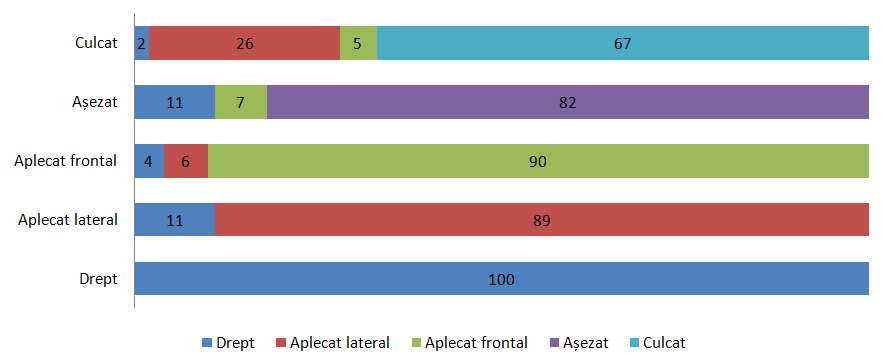 Culcat 2 26 5 67
Așezat 11 7 82
Aplecat frontal 4 6 90
Aplecat lateral 11 89
Drept 100
Drept Aplecat lateral Aplecat frontal Așezat Culcat